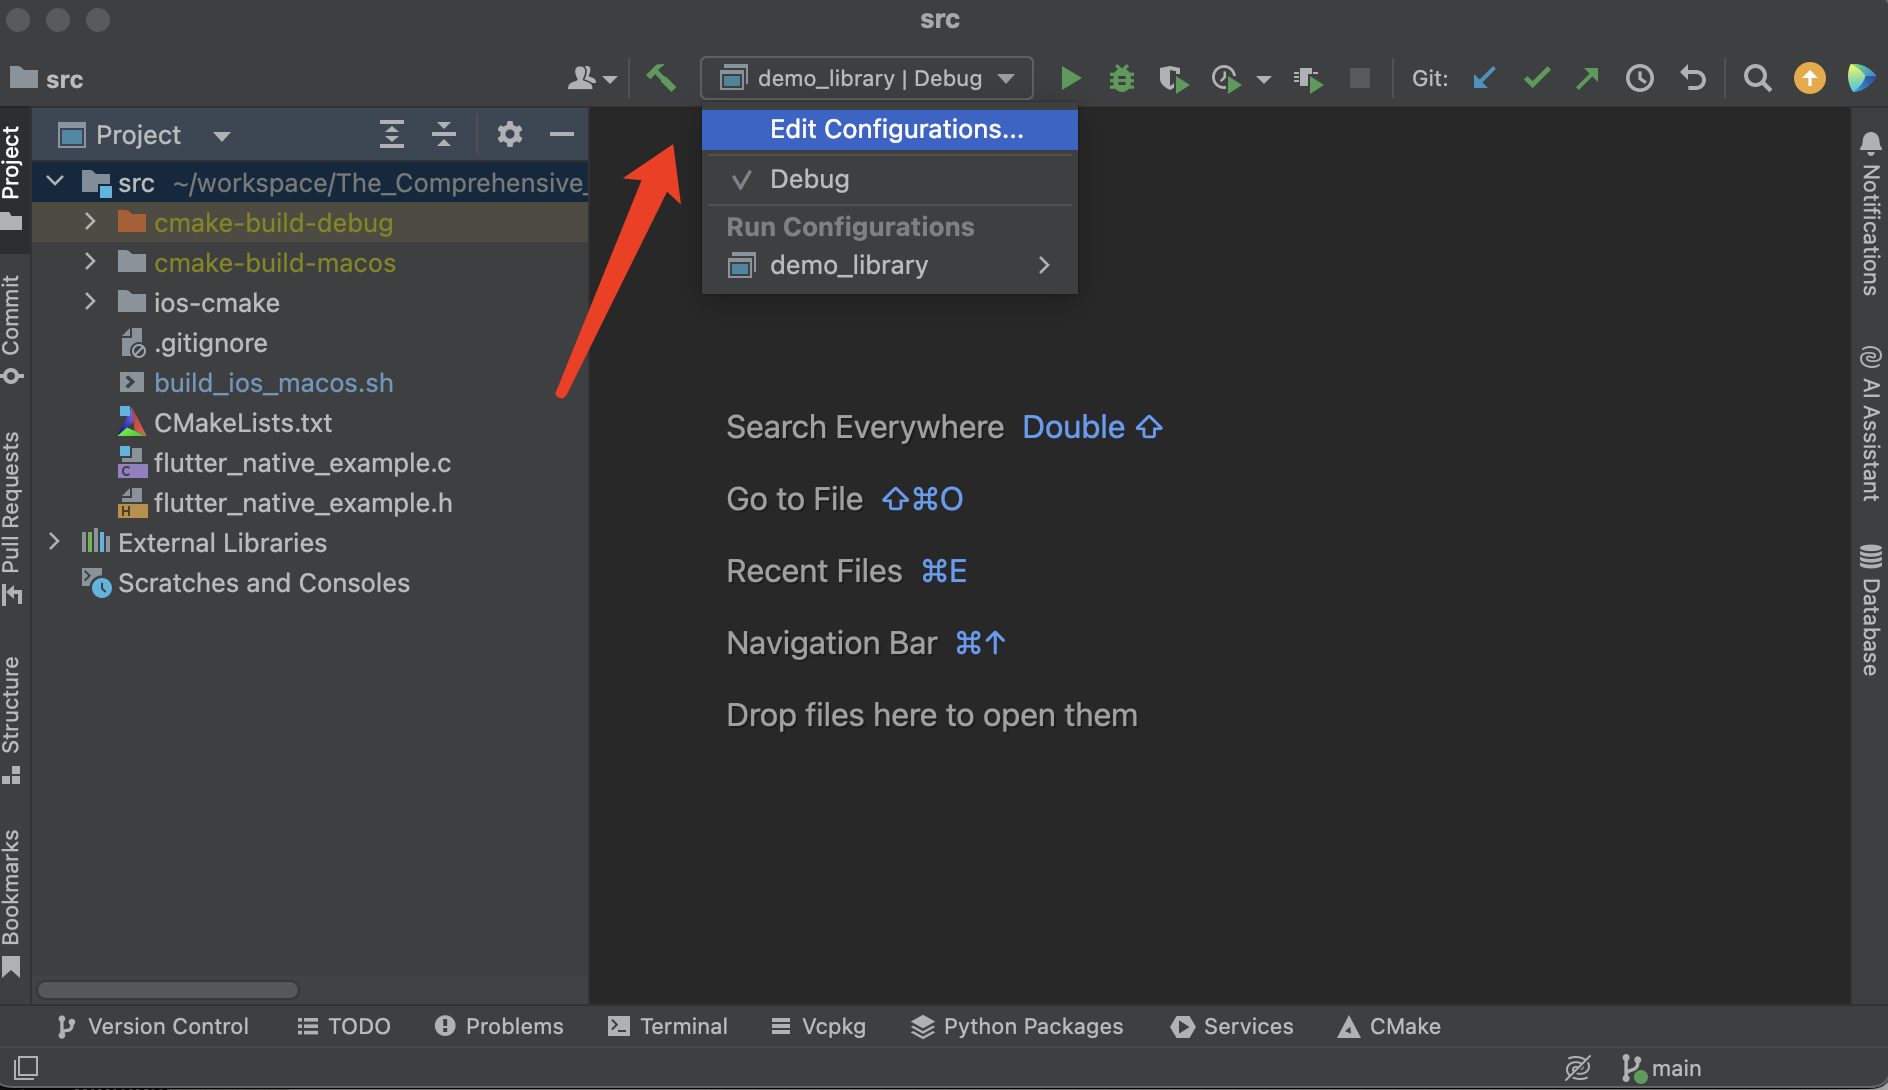 src
src
demo_library | Debug
Git:
Project
Edit Configurations...
Debug
Run Configurations
demo_library
src ~/workspace/The_Comprehensive_
cmake-build-debug
cmake-build-macos
ios-cmake
.gitignore
build_ios_macos.sh
CMakeLists.txt
flutter_native_example.c
flutter_native_example.h
External Libraries
Scratches and Consoles
Project
Commit
Pull Requests
Structure
Bookmarks
Search Everywhere Double ⇧
Go to File ⇧⌘O
Recent Files ⌘E
Navigation Bar ⌘↑
Drop files here to open them
Notifications
AI Assistant
Database
Version Control
TODO
Problems
Terminal
Vcpkg
Python Packages
Services
CMake
main